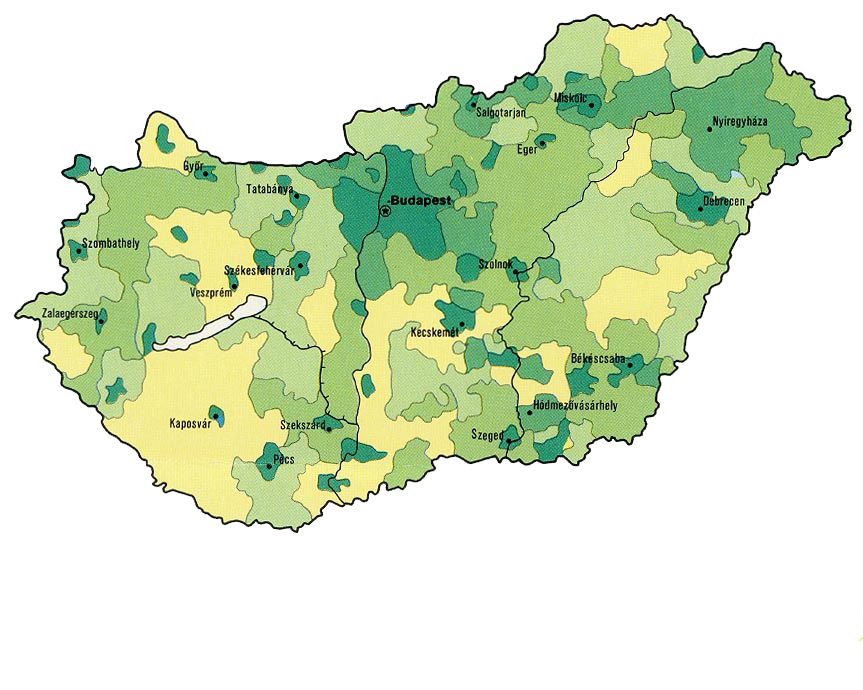 Miskolc
Salgotarjan
Nyíregyháza
Eger
Győr
Tatabánya
Budapest
Debrecen
Szombathely
Székesfehérvár
Szolnok
Veszprém
Zalaegerszeg
Kecskemét
Békéscsaba
Kaposvár
Szekszárd
Hódmezővásárhely
Szeged
Pécs